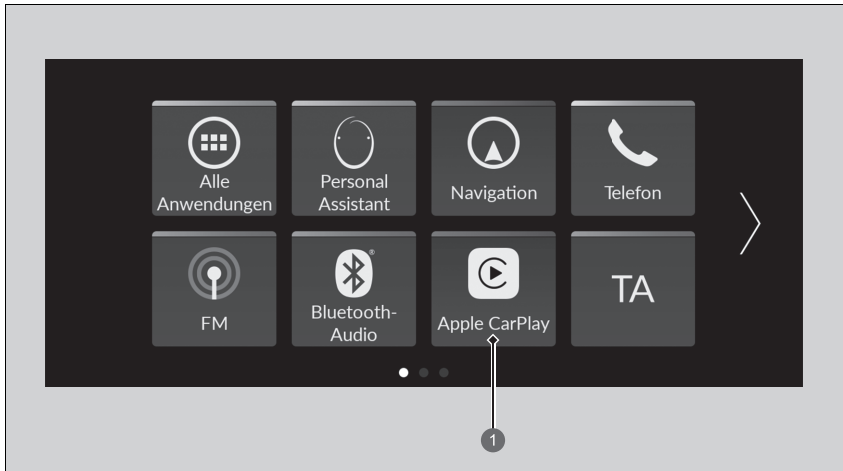 Alle
Anwendungen
Personal
Assistant
Navigation
Telefon
FM
Bluetooth-
Audio
Apple CarPlay
TA
®
1